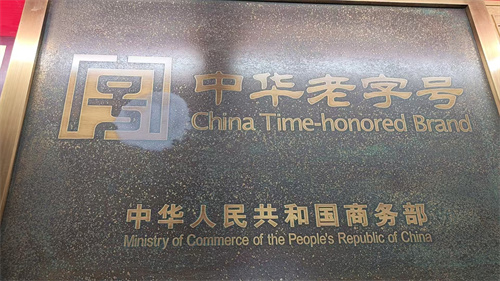 中华老字号
China Time-honored Brand
中华人民共和国商务部
Ministry of Commerce of the People's Republic of China